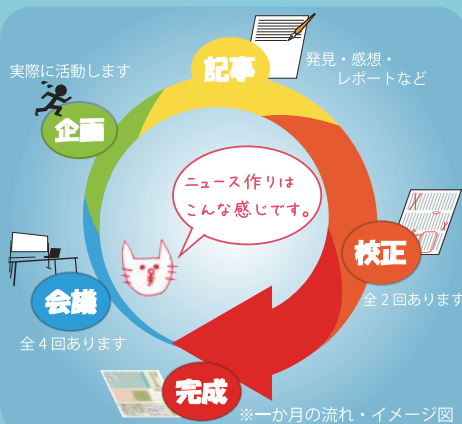 記事
発見・感想・
レポートなど
実際に活動します
企画
ニュース作りは
こんな感じです。
校正
全2回あります
会議
全4回あります
完成
※一か月の流れ・イメージ図